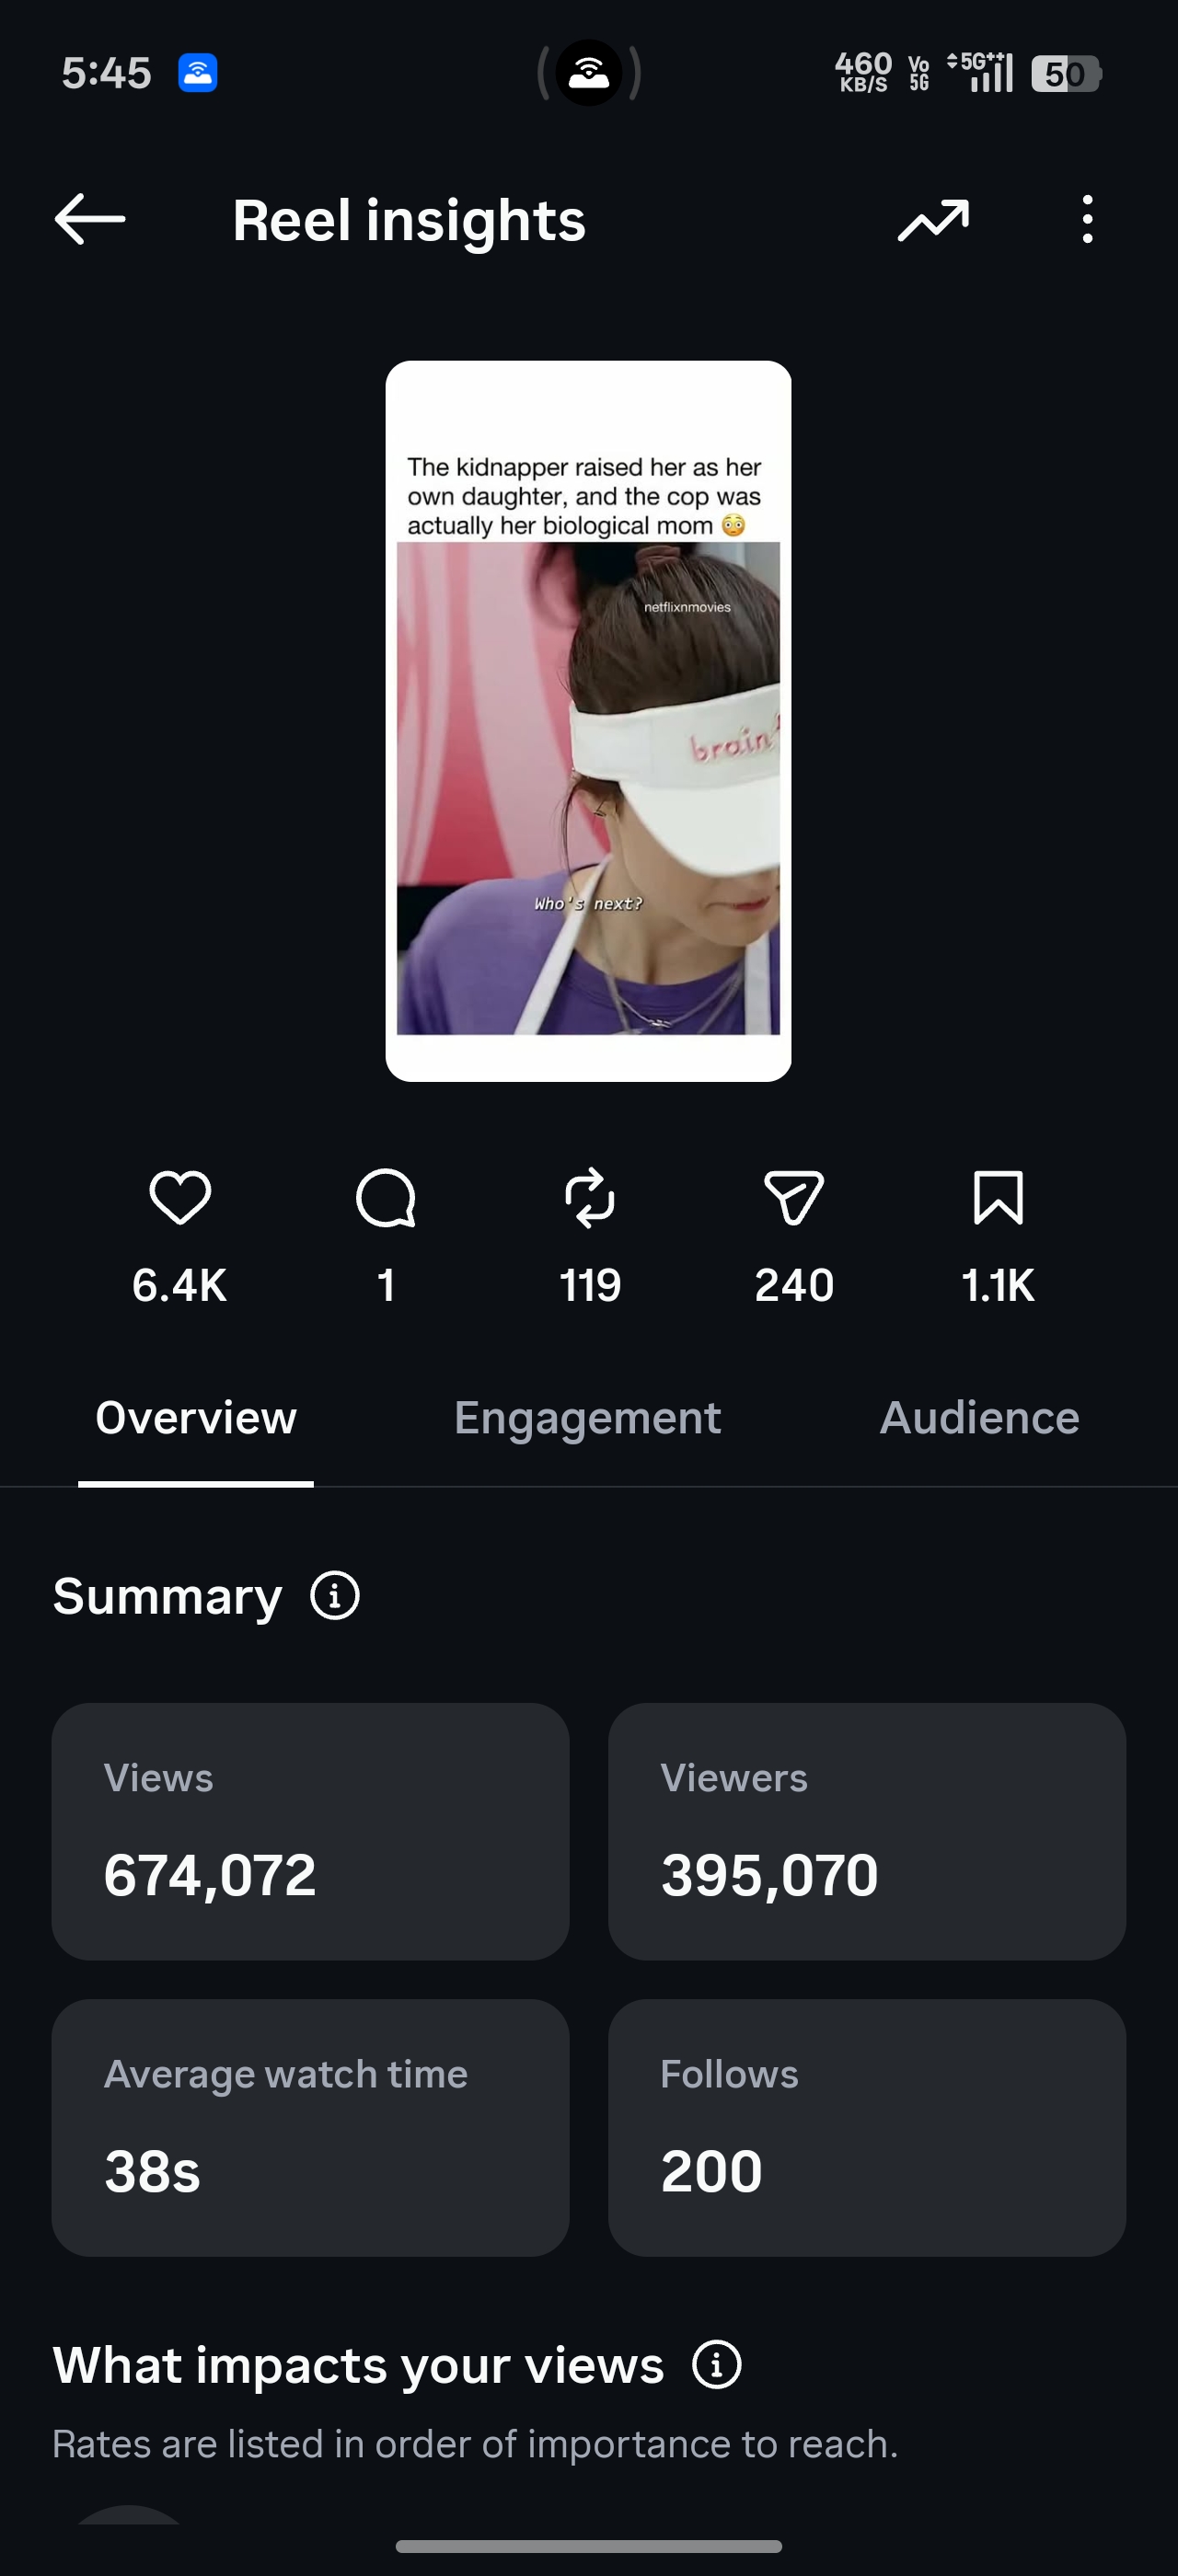 5:45
460 KB/S Vo 5G 5G++ 50
Reel insights
The kidnapper raised her as her
own daughter, and the cop was
actually her biological mom 😳
netflixnmovies
brain
Who's next?
6.4K 1 119 240 1.1K
Overview Engagement Audience
Summary
Views Viewers
674,072 395,070
Average watch time Follows
38s 200
What impacts your views
Rates are listed in order of importance to reach.